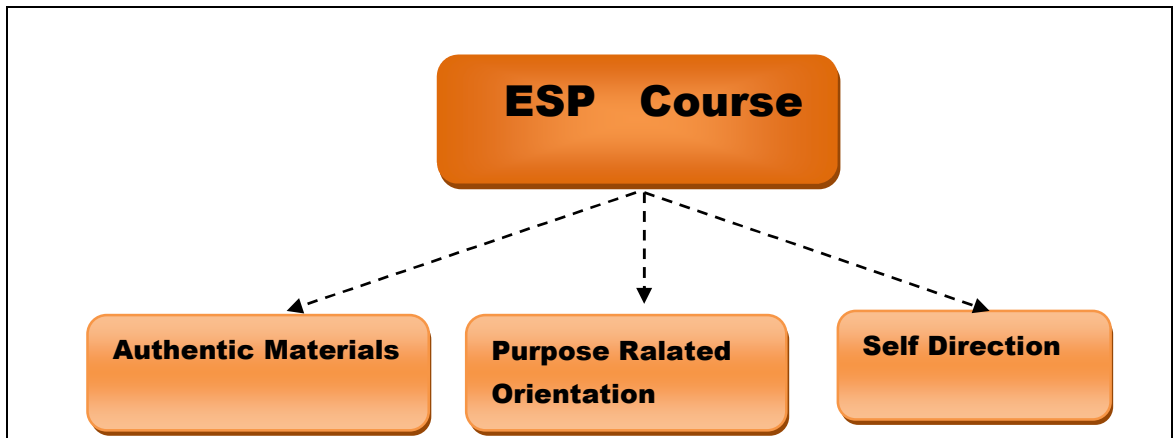 ESP Course
Authentic Materials
Purpose Ralated
Orientation
Self Direction